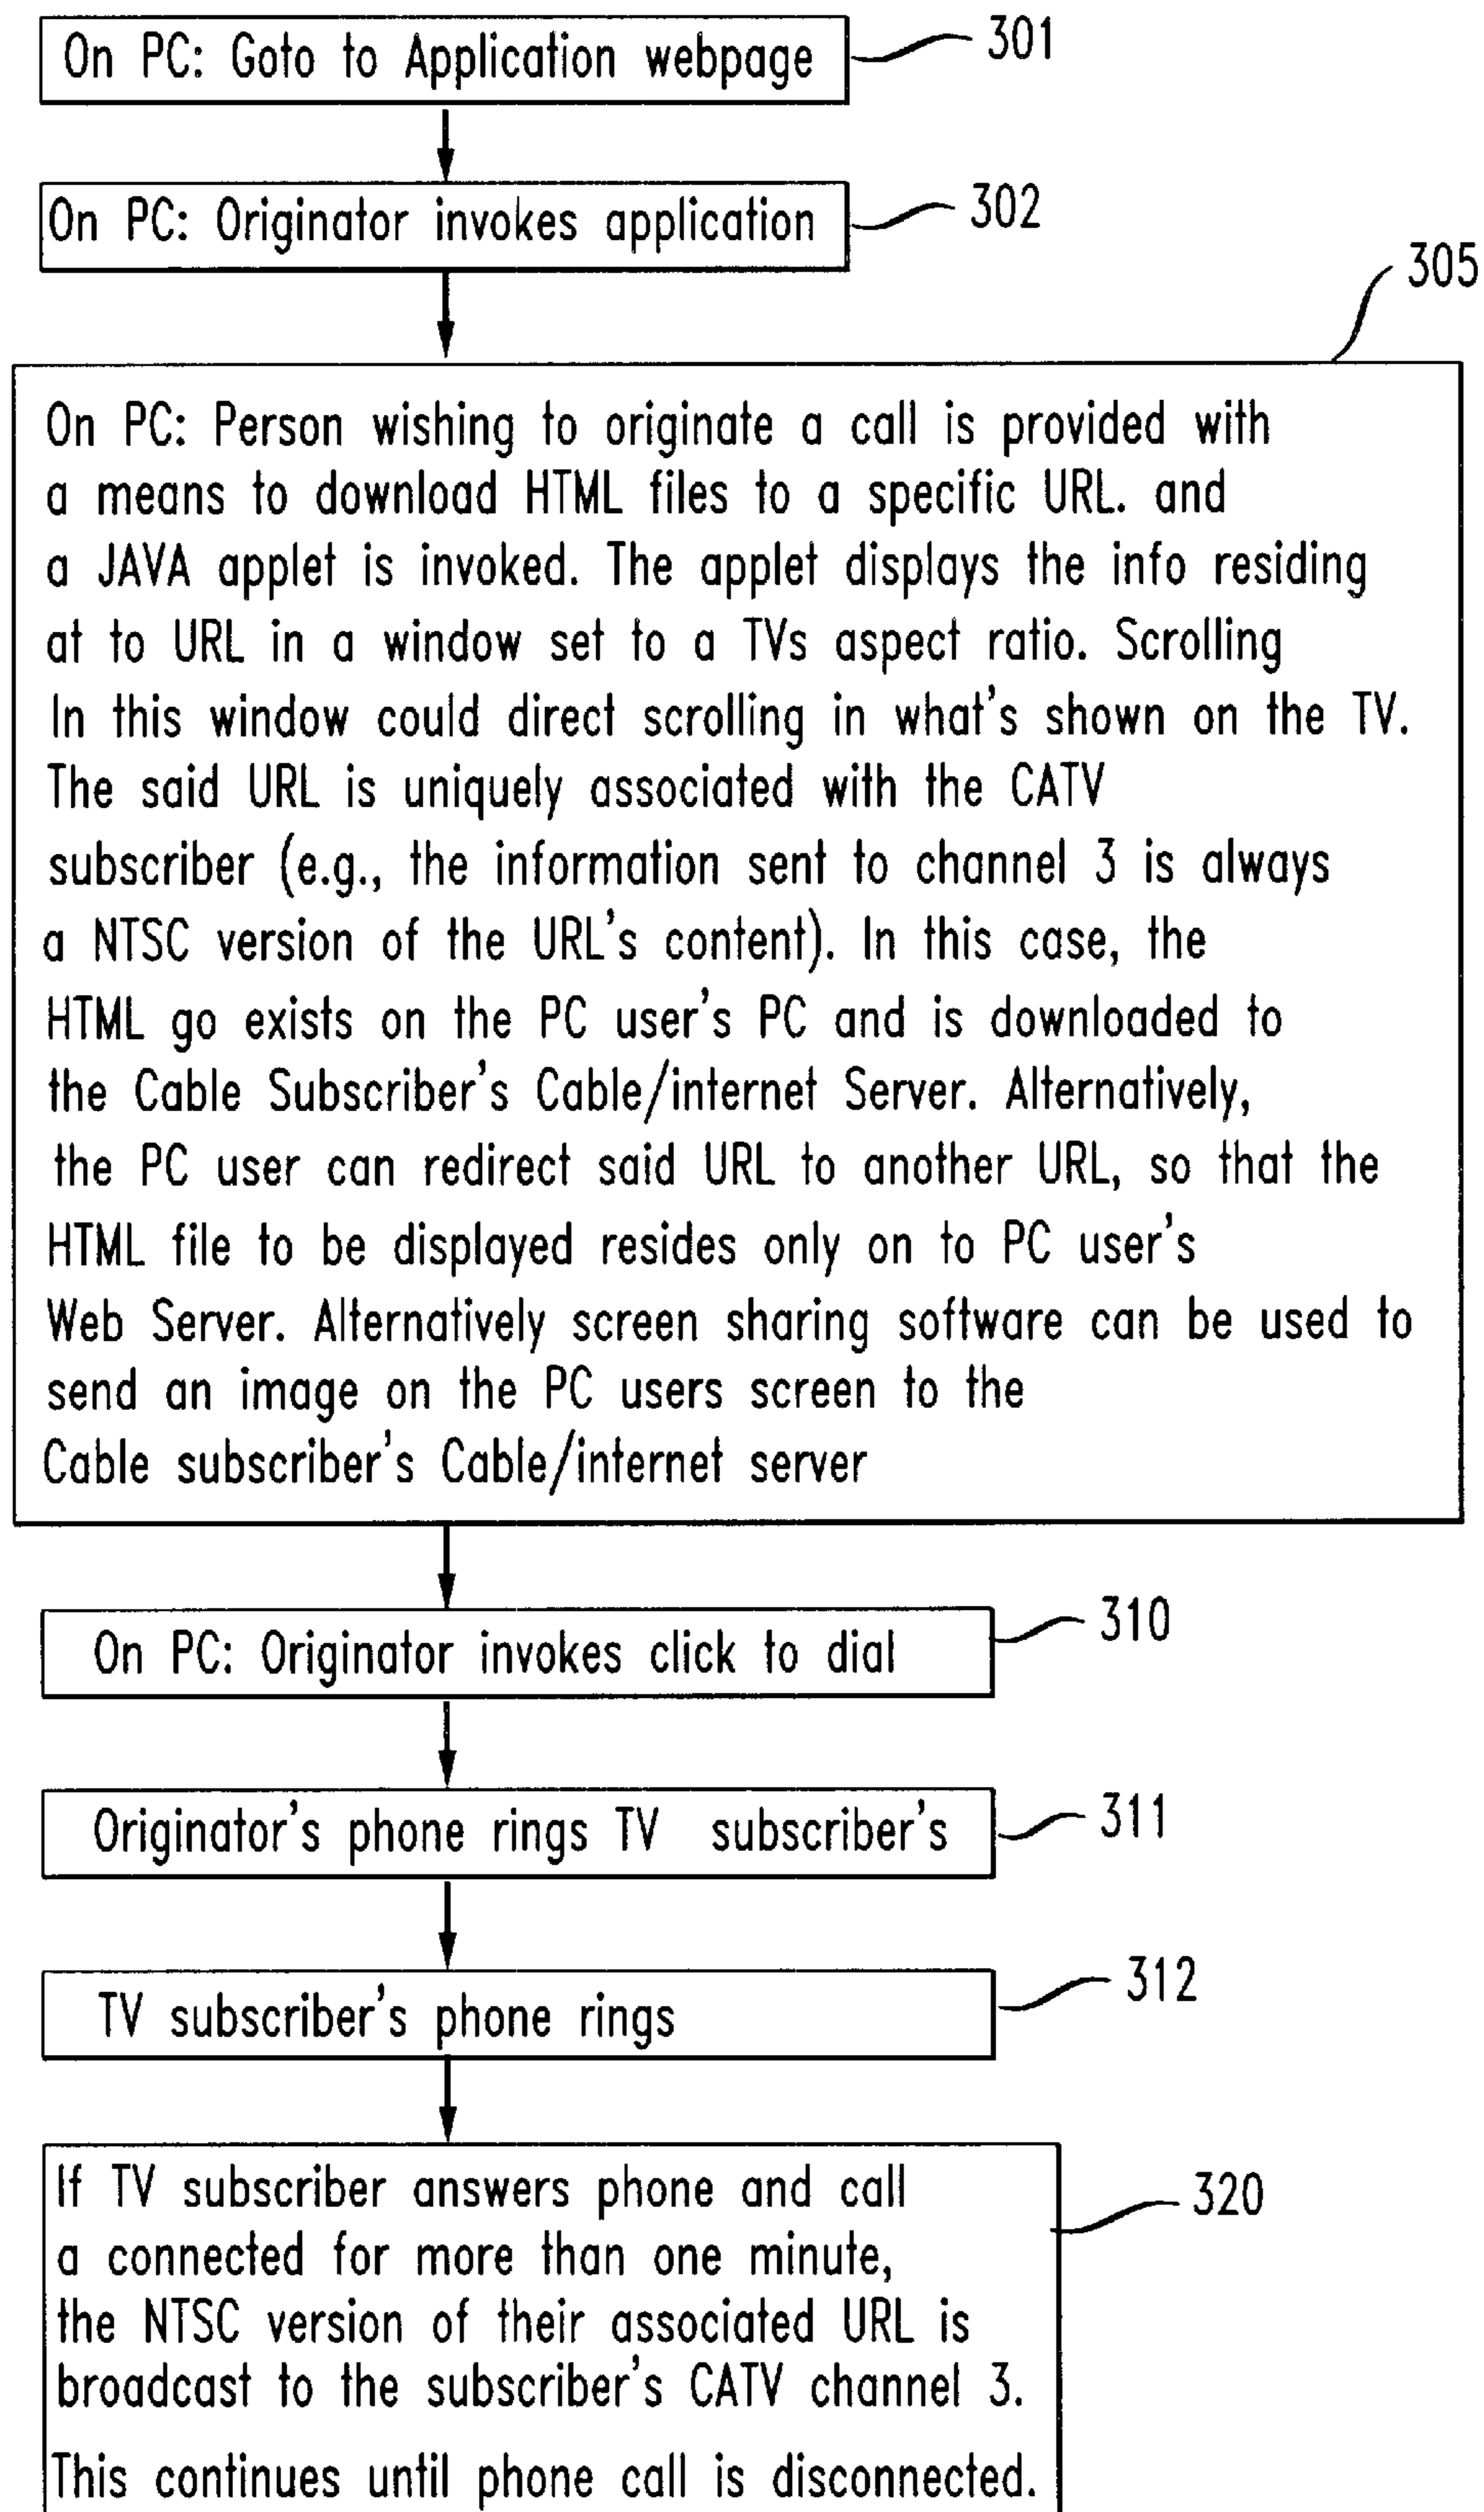 On PC: Goto to Application webpage
301
On PC: Originator invokes application
302
305
On PC: Person wishing to originate a call is provided with
a means to download HTML files to a specific URL. and
a JAVA applet is invoked. The applet displays the info residing
at to URL in a window set to a TVs aspect ratio. Scrolling
In this window could direct scrolling in what's shown on the TV.
The said URL is uniquely associated with the CATV
subscriber (e.g., the information sent to channel 3 is always
a NTSC version of the URL's content). In this case, the
HTML go exists on the PC user's PC and is downloaded to
the Cable Subscriber's Cable/internet Server. Alternatively,
the PC user can redirect said URL to another URL, so that the
HTML file to be displayed resides only on to PC user's
Web Server. Alternatively screen sharing software can be used to
send an image on the PC users screen to the
Cable subscriber's Cable/internet server
On PC: Originator invokes click to dial
310
Originator's phone rings TV subscriber's
311
TV subscriber's phone rings
312
If TV subscriber answers phone and call
a connected for more than one minute,
the NTSC version of their associated URL is
broadcast to the subscriber's CATV channel 3.
This continues until phone call is disconnected.
320